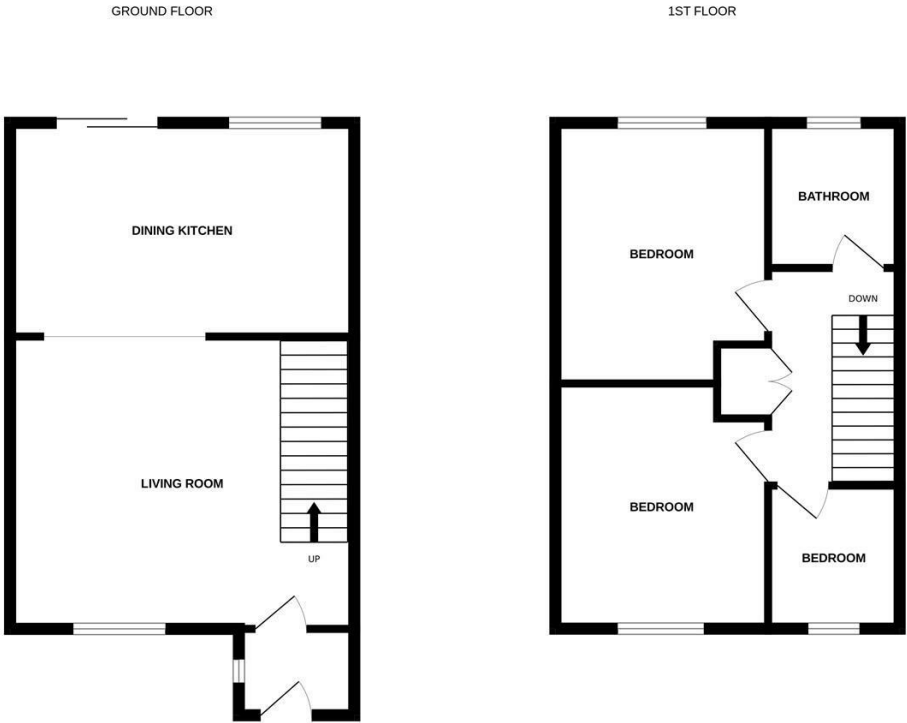 GROUND FLOOR
DINING KITCHEN
LIVING ROOM
UP
1ST FLOOR
BATHROOM
BEDROOM
DOWN
BEDROOM
BEDROOM